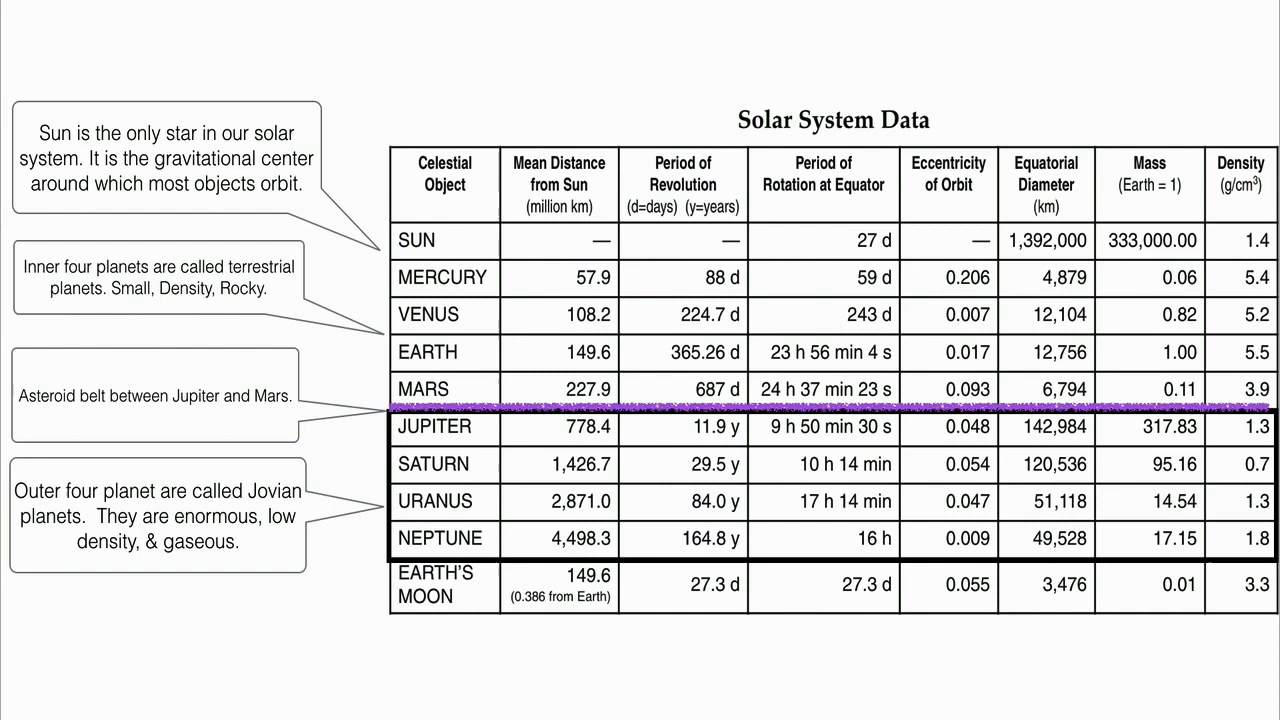 Sun is the only star in our solar
system. It is the gravitational center
around which most objects orbit.
Inner four planets are called terrestrial
planets. Small, Density, Rocky.
Asteroid belt between Jupiter and Mars.
Outer four planet are called Jovian
planets. They are enormous, low
density, & gaseous.
Solar System Data
Celestial Object Mean Distance from Sun (million km) Period of Revolution (d=days) (y=years) Period of Rotation at Equator Eccentricity of Orbit Equatorial Diameter (km) Mass (Earth = 1) Density (g/cm³)
SUN — — 27 d — 1,392,000 333,000.00 1.4
MERCURY 57.9 88 d 59 d 0.206 4,879 0.06 5.4
VENUS 108.2 224.7 d 243 d 0.007 12,104 0.82 5.2
EARTH 149.6 365.26 d 23 h 56 min 4 s 0.017 12,756 1.00 5.5
MARS 227.9 687 d 24 h 37 min 23 s 0.093 6,794 0.11 3.9
JUPITER 778.4 11.9 y 9 h 50 min 30 s 0.048 142,984 317.83 1.3
SATURN 1,426.7 29.5 y 10 h 14 min 0.054 120,536 95.16 0.7
URANUS 2,871.0 84.0 y 17 h 14 min 0.047 51,118 14.54 1.3
NEPTUNE 4,498.3 164.8 y 16 h 0.009 49,528 17.15 1.8
EARTH'S MOON 149.6 (0.386 from Earth) 27.3 d 27.3 d 0.055 3,476 0.01 3.3